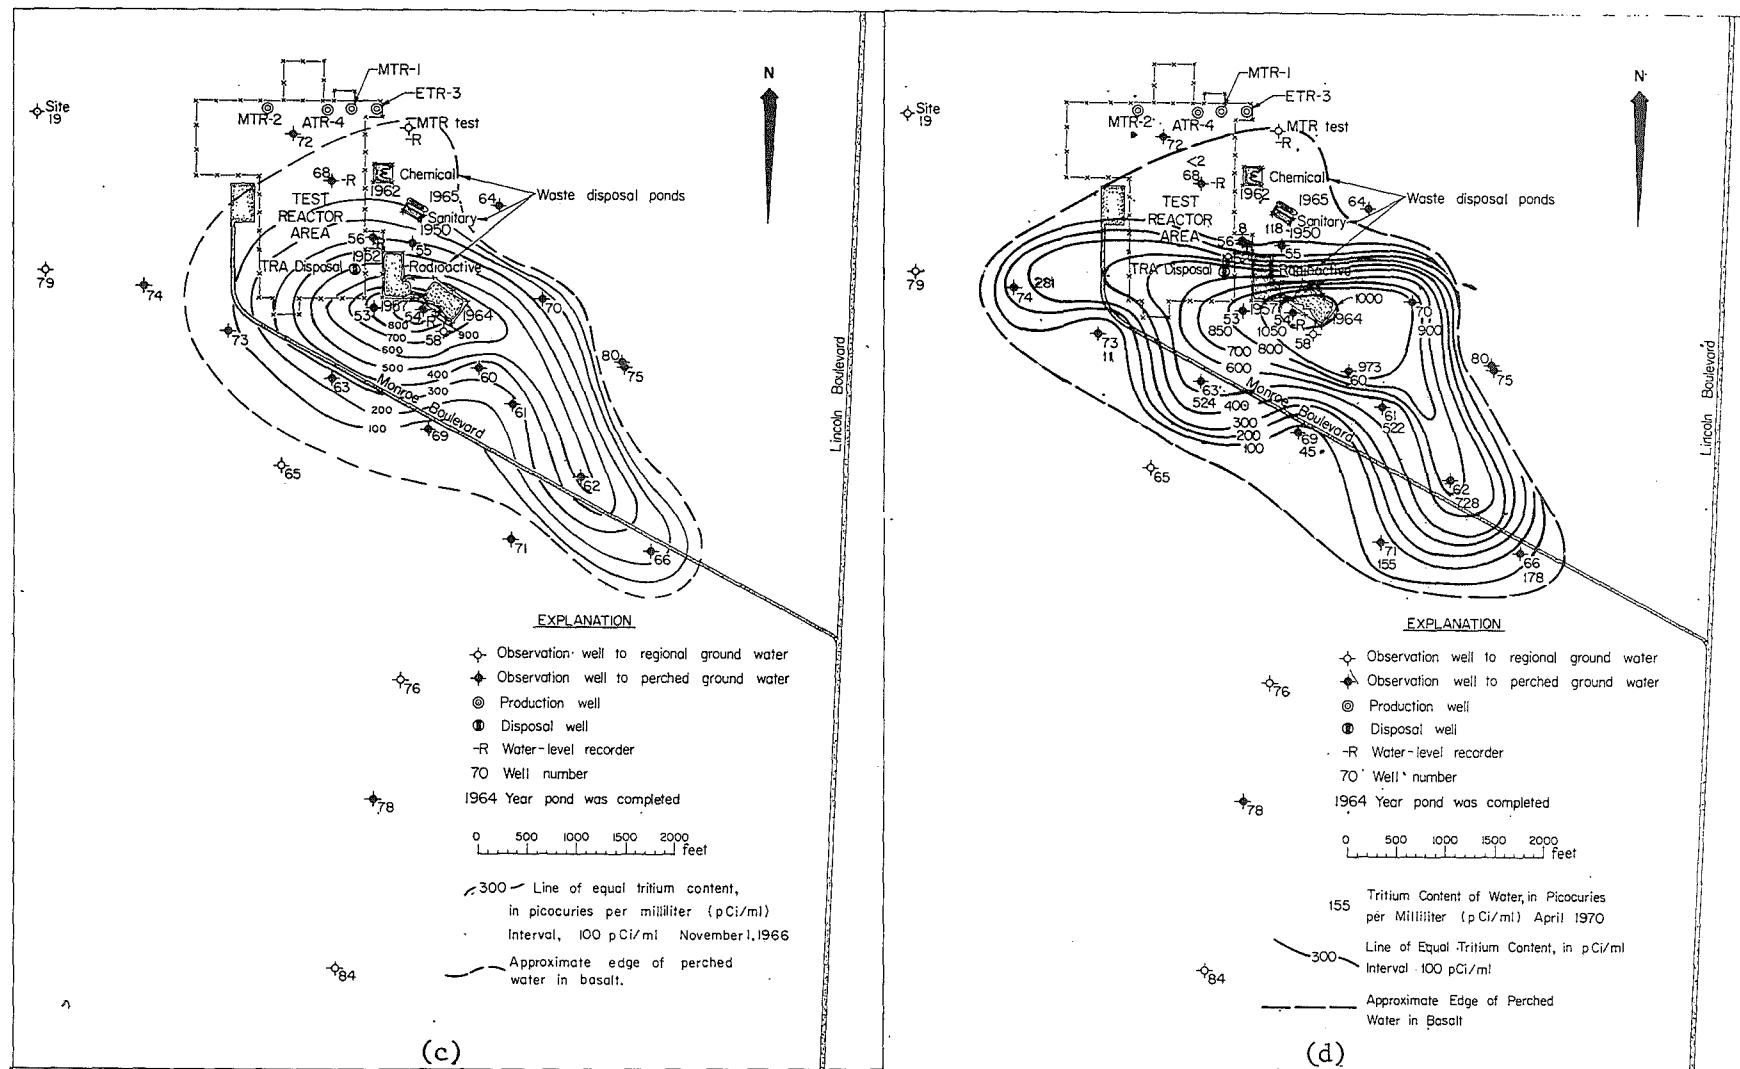 MTR-1
ETR-3
N
Site
19
MTR-2
ATR-4
MTR test
-R
72
68
-R
Chemical
1962
1965
64
Waste disposal ponds
TEST
REACTOR
AREA
Sanitary
1950
56
55
1952
79
74
TRA Disposal
Radioactive
70
53
1957
54
-R
1964
58
900
800
700
600
500
400
300
200
100
73
63
60
80
75
61
Monroe Boulevard
Lincoln Boulevard
69
65
62
71
66
EXPLANATION
Observation well to regional ground water
Observation well to perched ground water
Production well
Disposal well
-R Water-level recorder
70 Well number
1964 Year pond was completed
76
78
84
0 500 1000 1500 2000
feet
300 Line of equal tritium content,
in picocuries per milliliter (pCi/ml)
Interval, 100 pCi/ml November 1, 1966
Approximate edge of perched
water in basalt.
(c)
MTR-1
ETR-3
N
Site
19
MTR-2
ATR-4
MTR test
-R
72
<2
68
-R
Chemical
1962
1965
64
Waste disposal ponds
TEST
REACTOR
AREA
Sanitary
118
1950
8
56
55
79
74
281
TRA Disposal
Radioactive
1000
70
53
1957
54
-R
1964
58
850
1050
900
700
800
600
973
60
80
75
73
11
63
524
400
300
200
100
Monroe Boulevard
61
522
Lincoln Boulevard
69
45
65
62
728
71
155
66
178
EXPLANATION
Observation well to regional ground water
Observation well to perched ground water
Production well
Disposal well
-R Water-level recorder
70 Well number
1964 Year pond was completed
76
78
84
0 500 1000 1500 2000
feet
155 Tritium Content of Water, in Picocuries
per Milliliter (pCi/ml) April 1970
300 Line of Equal Tritium Content, in pCi/ml
Interval 100 pCi/ml
Approximate Edge of Perched
Water in Basalt
(d)